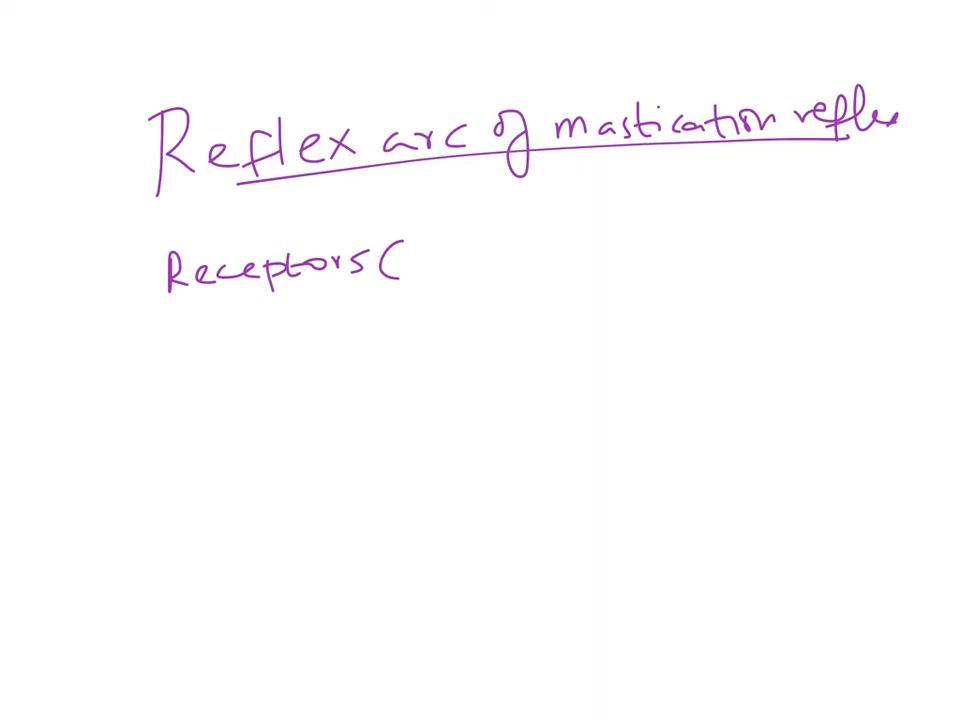 Reflex arc of mastication reflex
Receptors (